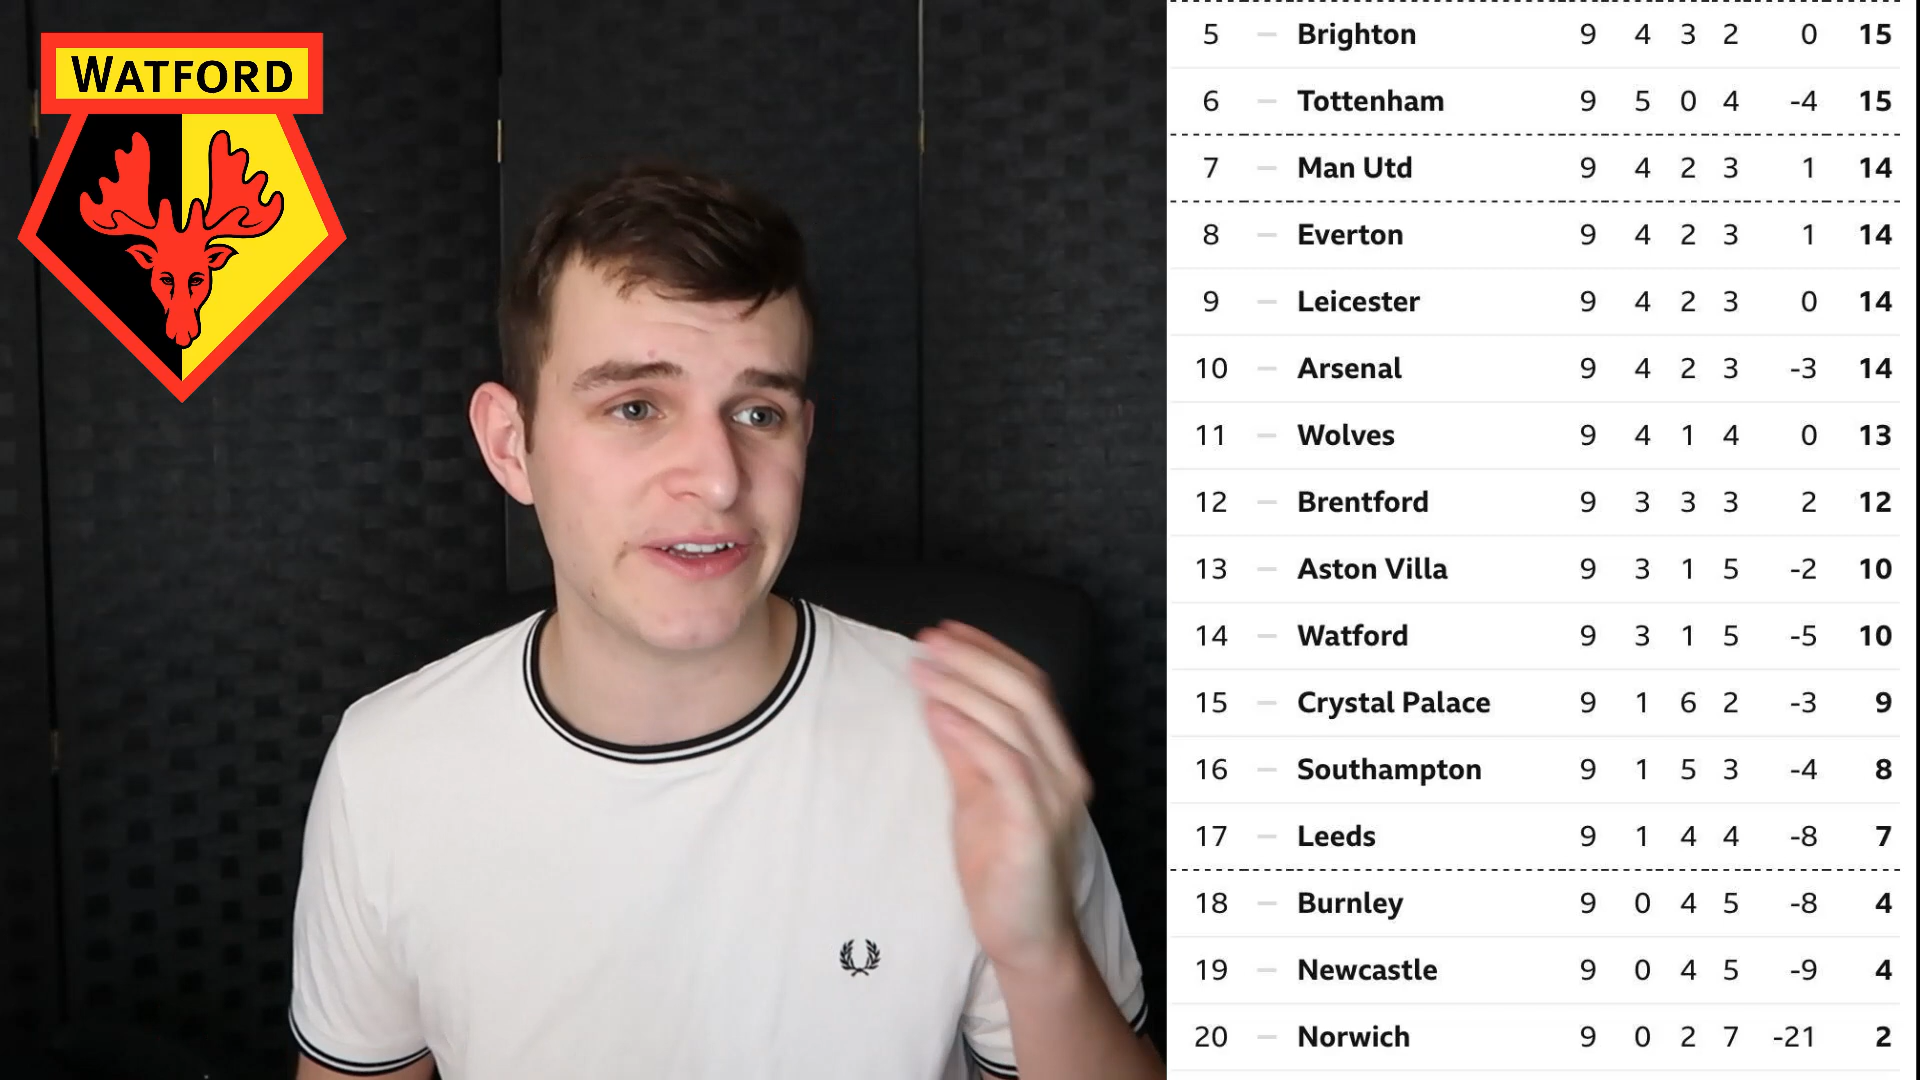 WATFORD
5 – Brighton 9 4 3 2 0 15
6 – Tottenham 9 5 0 4 -4 15
7 – Man Utd 9 4 2 3 1 14
8 – Everton 9 4 2 3 1 14
9 – Leicester 9 4 2 3 0 14
10 – Arsenal 9 4 2 3 -3 14
11 – Wolves 9 4 1 4 0 13
12 – Brentford 9 3 3 3 2 12
13 – Aston Villa 9 3 1 5 -2 10
14 – Watford 9 3 1 5 -5 10
15 – Crystal Palace 9 1 6 2 -3 9
16 – Southampton 9 1 5 3 -4 8
17 – Leeds 9 1 4 4 -8 7
18 – Burnley 9 0 4 5 -8 4
19 – Newcastle 9 0 4 5 -9 4
20 – Norwich 9 0 2 7 -21 2